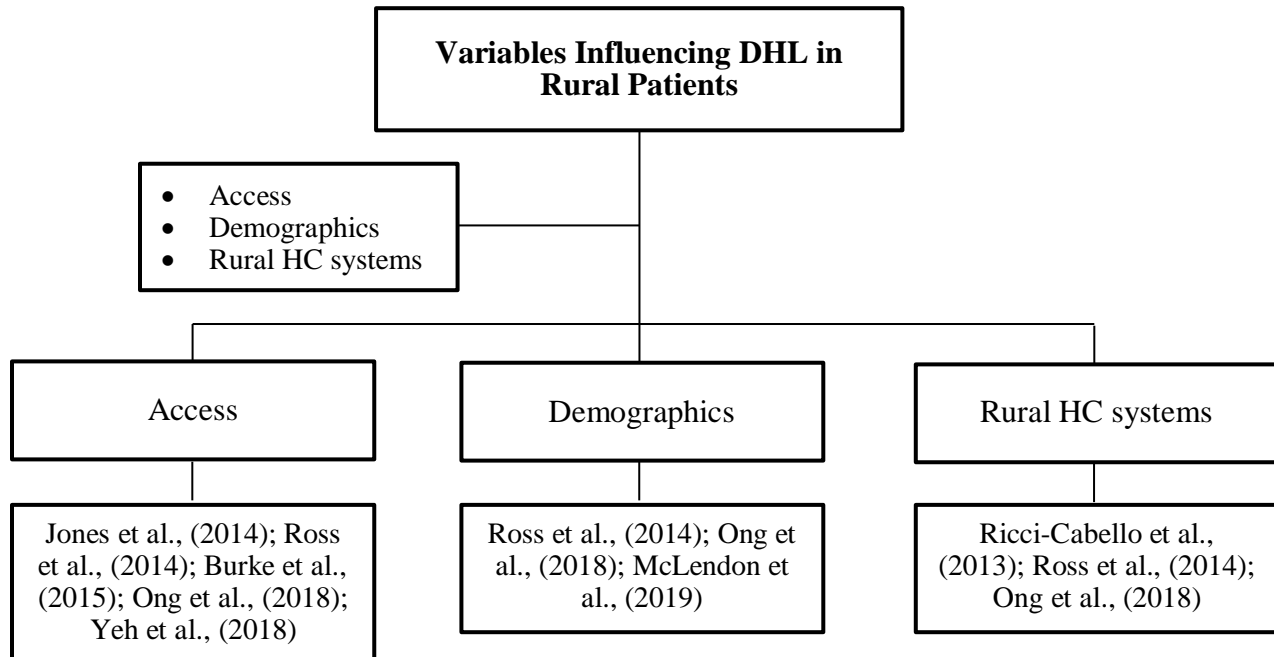 Variables Influencing DHL in
Rural Patients
• Access
• Demographics
• Rural HC systems
Access
Demographics
Rural HC systems
Jones et al., (2014); Ross
et al., (2014); Burke et al.,
(2015); Ong et al., (2018);
Yeh et al., (2018)
Ross et al., (2014); Ong et
al., (2018); McLendon et
al., (2019)
Ricci-Cabello et al.,
(2013); Ross et al., (2014);
Ong et al., (2018)